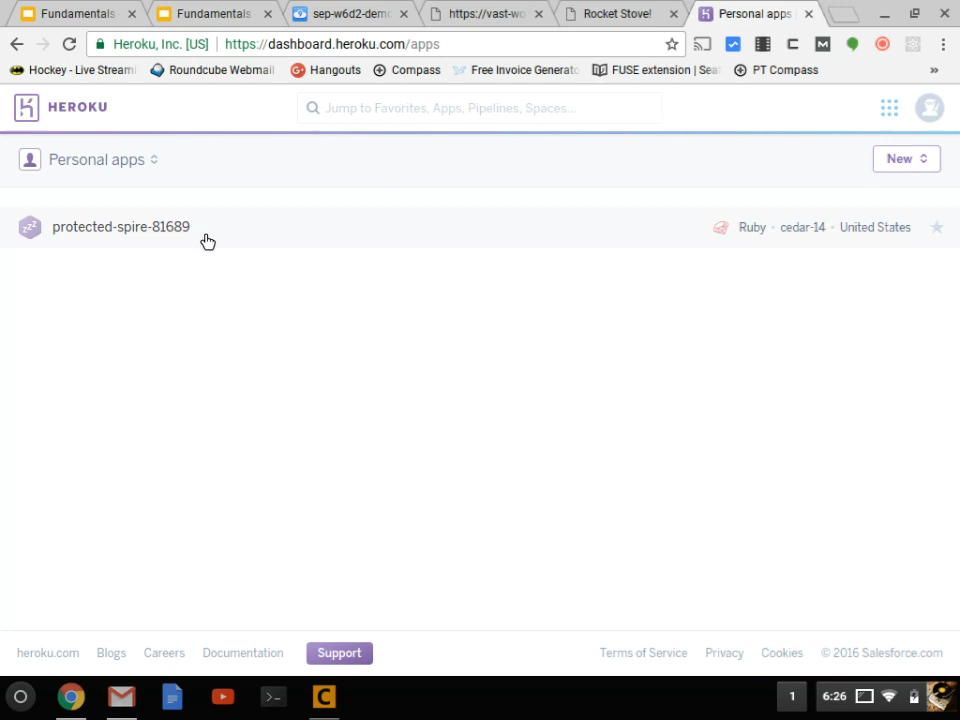 Fundamentals
Fundamentals
sep-w6d2-demo
https://vast-wo
Rocket Stove!
Personal apps
Heroku, Inc. [US]
https://dashboard.heroku.com/apps
Hockey - Live Streami
Roundcube Webmail
Hangouts
Compass
Free Invoice Generato
FUSE extension | Sea
PT Compass
»
HEROKU
Jump to Favorites, Apps, Pipelines, Spaces...
Personal apps
New
zzz
protected-spire-81689
Ruby · cedar-14 · United States
heroku.com
Blogs
Careers
Documentation
Support
Terms of Service
Privacy
Cookies
© 2016 Salesforce.com
1
6:26